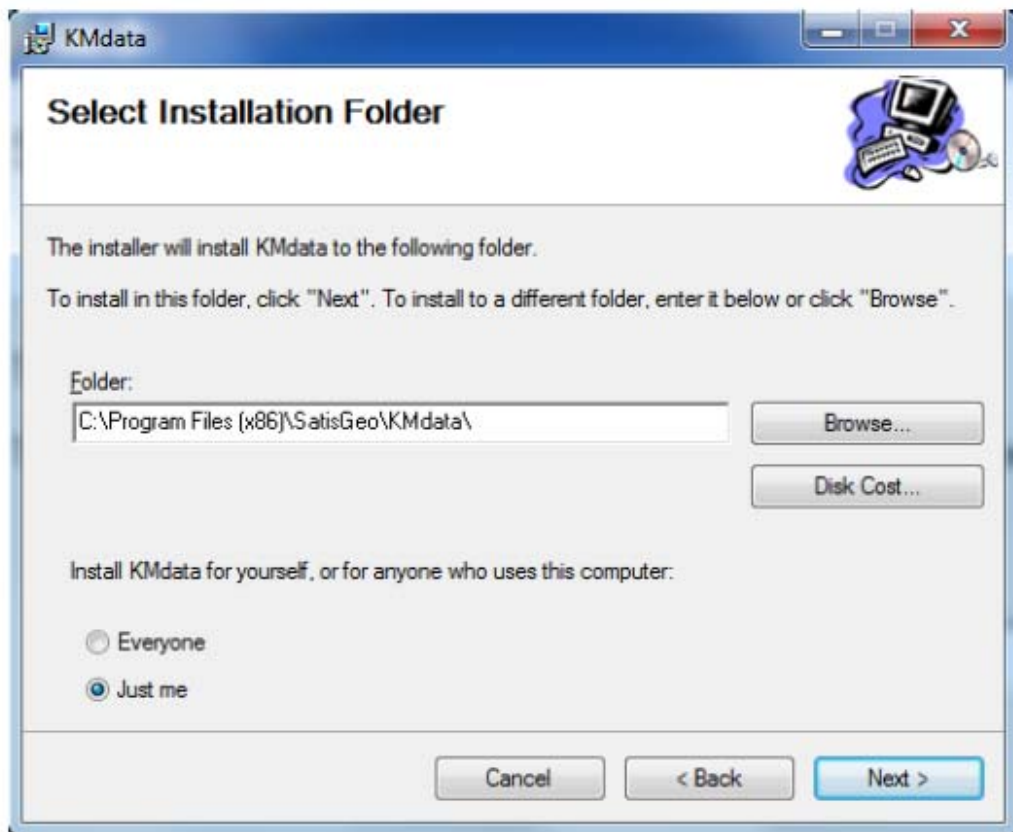 KMdata
Select Installation Folder
The installer will install KMdata to the following folder.
To install in this folder, click "Next". To install to a different folder, enter it below or click "Browse".
Folder:
C:\Program Files (x86)\SatisGeo\KMdata\
Browse...
Disk Cost...
Install KMdata for yourself, or for anyone who uses this computer:
Everyone
Just me
Cancel
< Back
Next >